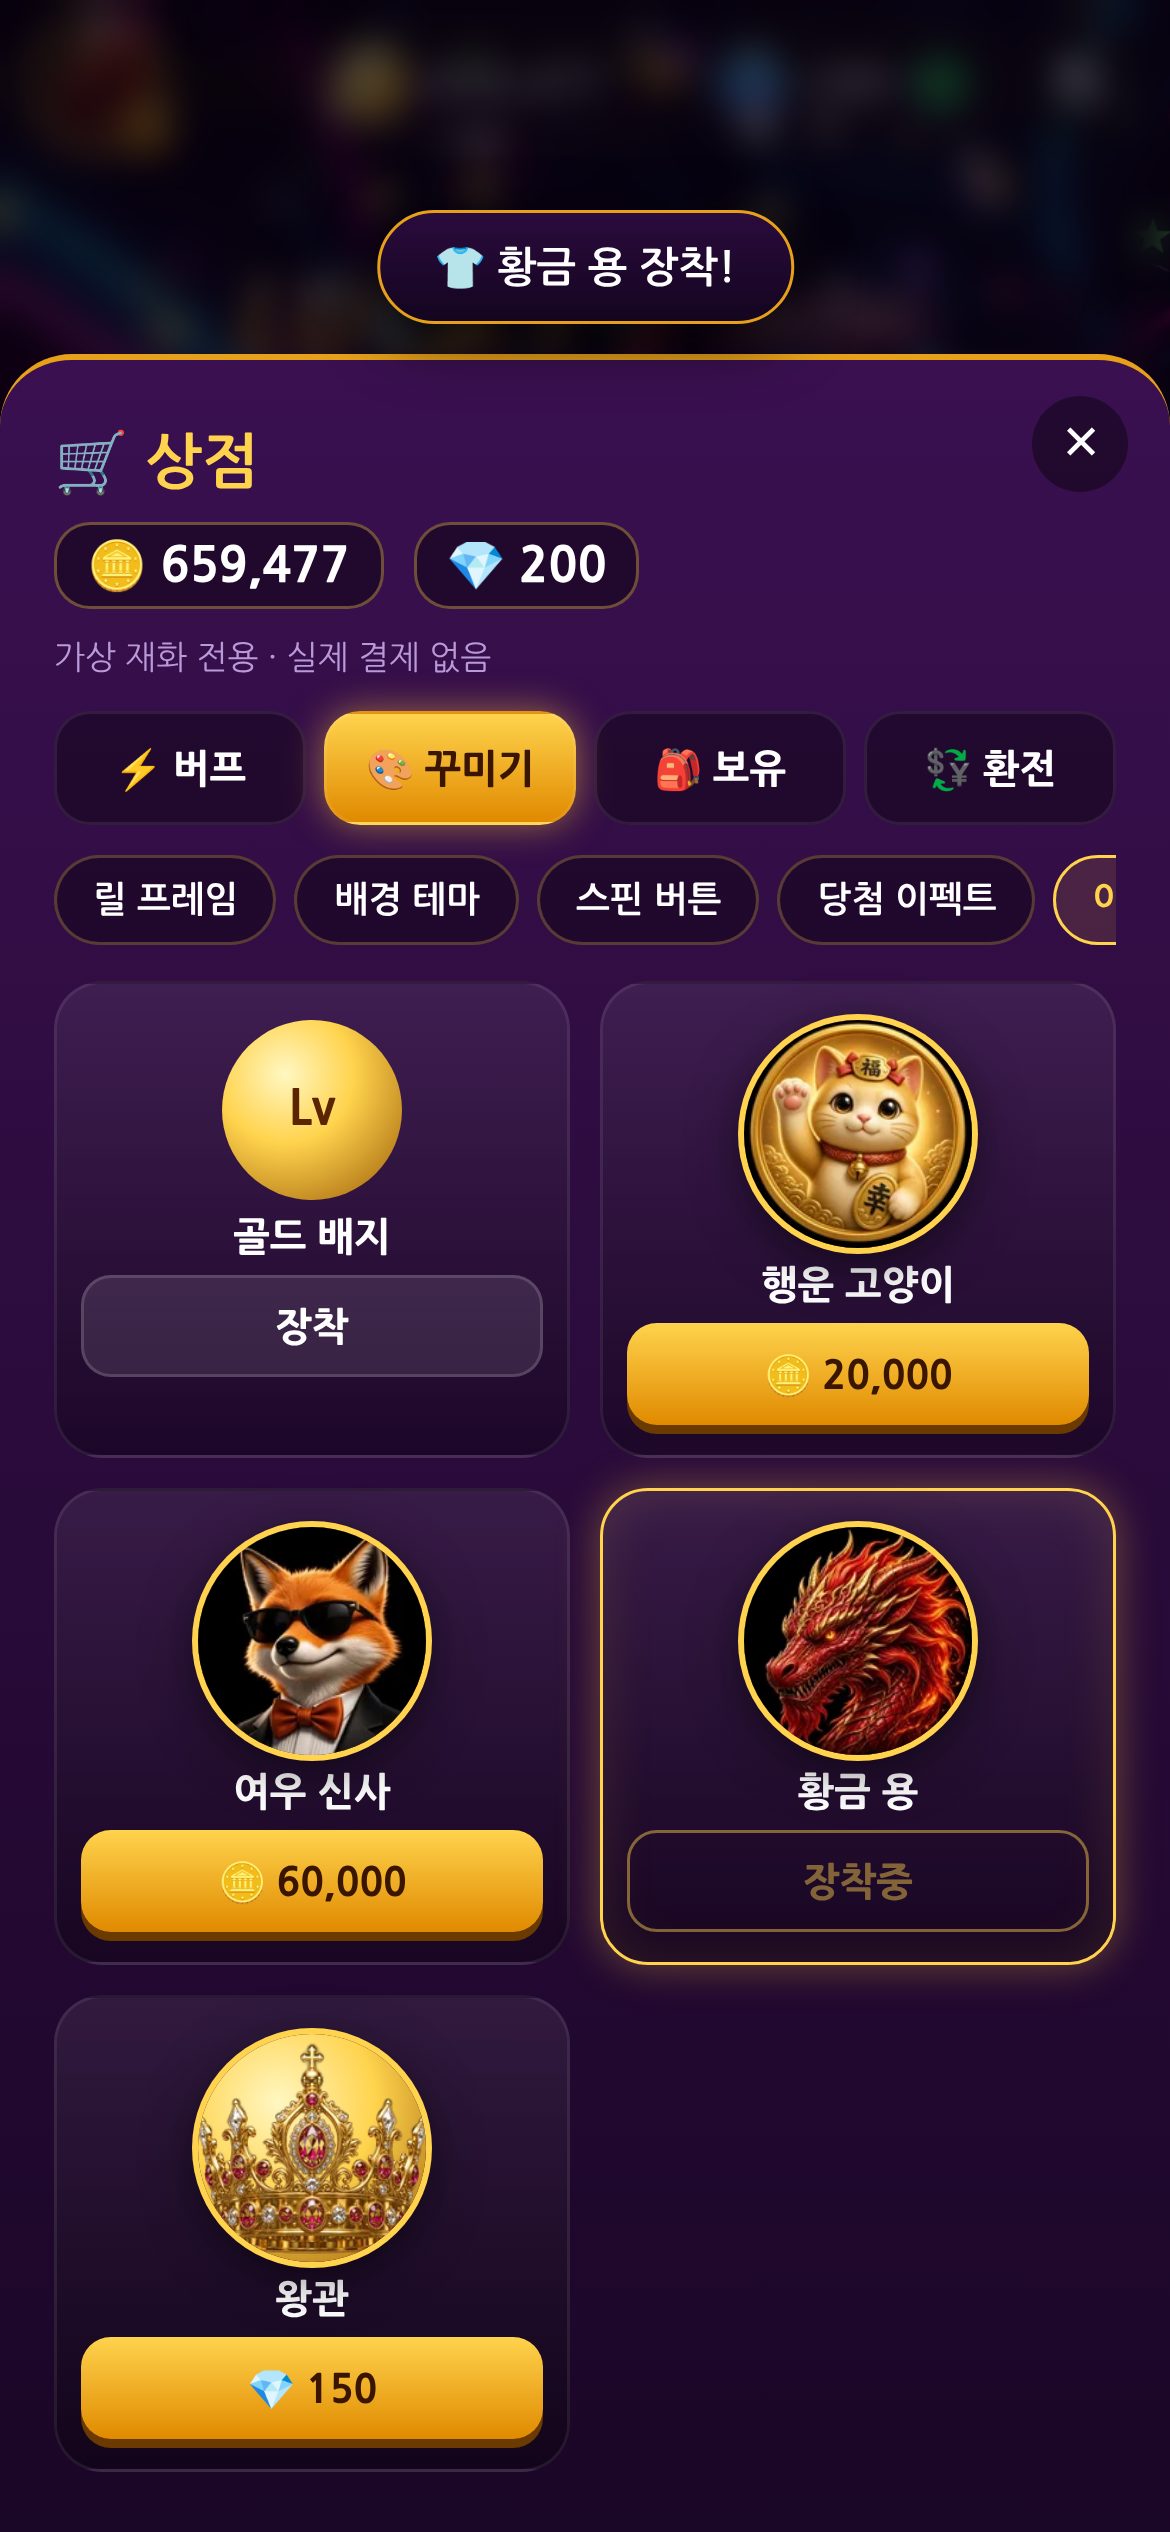 황금 용 장착!
상점
659,477
200
가상 재화 전용 · 실제 결제 없음
버프
꾸미기
보유
환전
릴 프레임
배경 테마
스핀 버튼
당첨 이펙트
Lv
골드 배지
장착
福
幸
행운 고양이
20,000
여우 신사
60,000
황금 용
장착중
왕관
150